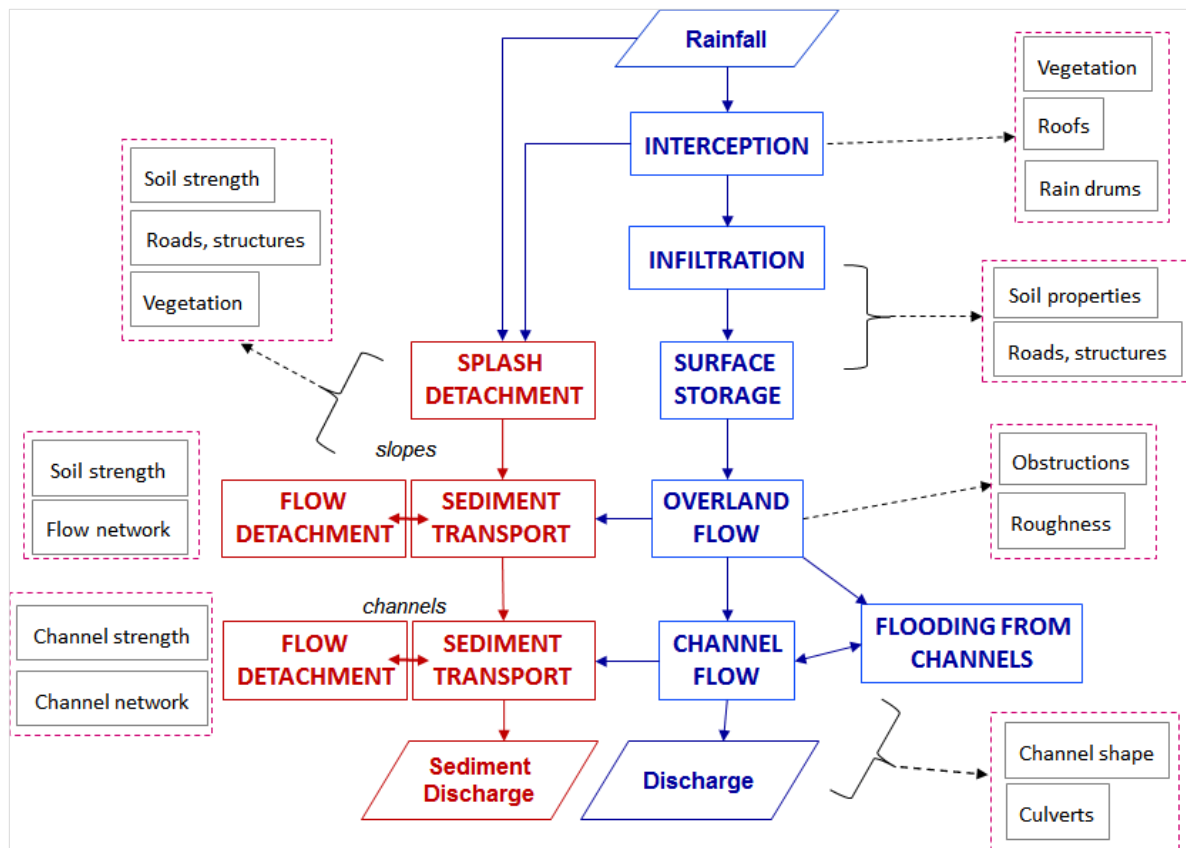 Rainfall
Vegetation
Roofs
Rain drums
INTERCEPTION
Soil strength
Roads, structures
Vegetation
INFILTRATION
Soil properties
Roads, structures
SPLASH
DETACHMENT
SURFACE
STORAGE
slopes
Soil strength
Flow network
FLOW
DETACHMENT
SEDIMENT
TRANSPORT
OVERLAND
FLOW
Obstructions
Roughness
channels
Channel strength
Channel network
FLOW
DETACHMENT
SEDIMENT
TRANSPORT
CHANNEL
FLOW
FLOODING FROM
CHANNELS
Sediment
Discharge
Discharge
Channel shape
Culverts